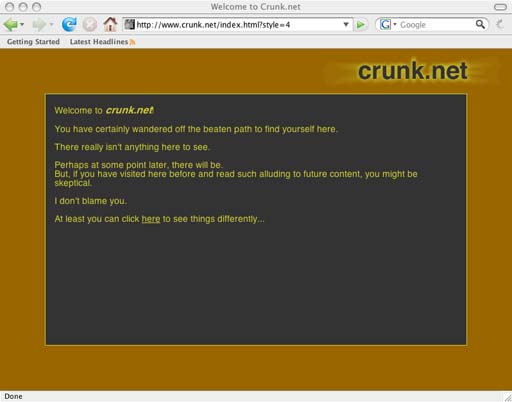 Welcome to Crunk.net
http://www.crunk.net/index.html?style=4
Google
Getting Started Latest Headlines
crunk.net
Welcome to crunk.net!
You have certainly wandered off the beaten path to find yourself here.
There really isn't anything here to see.
Perhaps at some point later, there will be.
But, if you have visited here before and read such alluding to future content, you might be
skeptical.
I don't blame you.
At least you can click here to see things differently...
Done